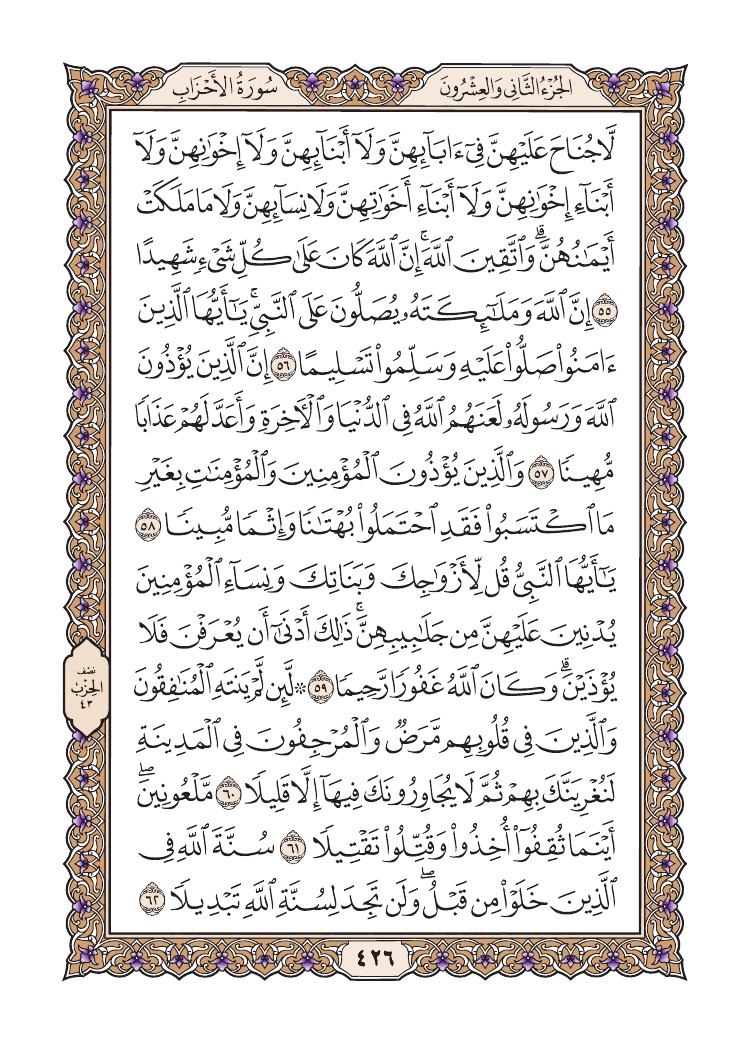 الجُزْءُ الثَّانِي وَالعِشْرُونَ
سُورَةُ الأَحْزَابِ
لَّا جُنَاحَ عَلَيْهِنَّ فِىٓ ءَابَآئِهِنَّ وَلَآ أَبْنَآئِهِنَّ وَلَآ إِخْوَٰنِهِنَّ وَلَآ
أَبْنَآءِ إِخْوَٰنِهِنَّ وَلَآ أَبْنَآءِ أَخَوَٰتِهِنَّ وَلَا نِسَآئِهِنَّ وَلَا مَا مَلَكَتْ
أَيْمَٰنُهُنَّۗ وَٱتَّقِينَ ٱللَّهَۚ إِنَّ ٱللَّهَ كَانَ عَلَىٰ كُلِّ شَىْءٍ شَهِيدًا
٥٥ إِنَّ ٱللَّهَ وَمَلَٰٓئِكَتَهُۥ يُصَلُّونَ عَلَى ٱلنَّبِىِّۚ يَٰٓأَيُّهَا ٱلَّذِينَ
ءَامَنُوا۟ صَلُّوا۟ عَلَيْهِ وَسَلِّمُوا۟ تَسْلِيمًا ٥٦ إِنَّ ٱلَّذِينَ يُؤْذُونَ
ٱللَّهَ وَرَسُولَهُۥ لَعَنَهُمُ ٱللَّهُ فِى ٱلدُّنْيَا وَٱلْءَاخِرَةِ وَأَعَدَّ لَهُمْ عَذَابًا
مُّهِينًا ٥٧ وَٱلَّذِينَ يُؤْذُونَ ٱلْمُؤْمِنِينَ وَٱلْمُؤْمِنَٰتِ بِغَيْرِ
مَا ٱكْتَسَبُوا۟ فَقَدِ ٱحْتَمَلُوا۟ بُهْتَٰنًا وَإِثْمًا مُّبِينًا ٥٨
يَٰٓأَيُّهَا ٱلنَّبِىُّ قُل لِّأَزْوَٰجِكَ وَبَنَاتِكَ وَنِسَآءِ ٱلْمُؤْمِنِينَ
يُدْنِينَ عَلَيْهِنَّ مِن جَلَٰبِيبِهِنَّۚ ذَٰلِكَ أَدْنَىٰٓ أَن يُعْرَفْنَ فَلَا
يُؤْذَيْنَۗ وَكَانَ ٱللَّهُ غَفُورًا رَّحِيمًا ٥٩ ۞ لَّئِن لَّمْ يَنتَهِ ٱلْمُنَٰفِقُونَ
وَٱلَّذِينَ فِى قُلُوبِهِم مَّرَضٌ وَٱلْمُرْجِفُونَ فِى ٱلْمَدِينَةِ
لَنُغْرِيَنَّكَ بِهِمْ ثُمَّ لَا يُجَاوِرُونَكَ فِيهَآ إِلَّا قَلِيلًا ٦٠ مَّلْعُونِينَۖ
أَيْنَمَا ثُقِفُوٓا۟ أُخِذُوا۟ وَقُتِّلُوا۟ تَقْتِيلًا ٦١ سُنَّةَ ٱللَّهِ فِى
ٱلَّذِينَ خَلَوْا۟ مِن قَبْلُۖ وَلَن تَجِدَ لِسُنَّةِ ٱللَّهِ تَبْدِيلًا ٦٢
نصْف
الحِزْب
٤٣
٤٢٦